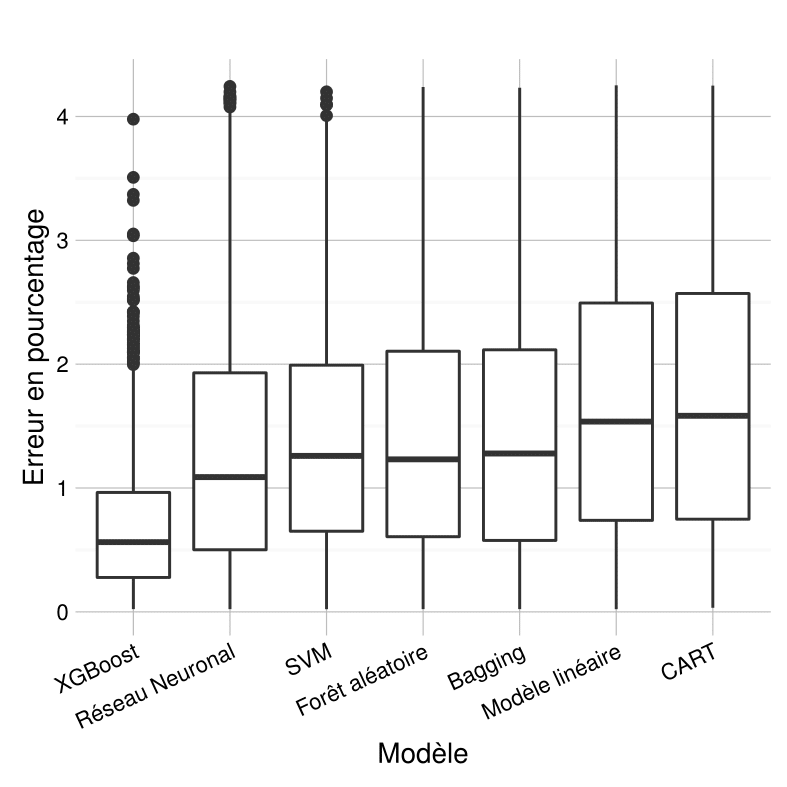 Erreur en pourcentage
4
3
2
1
0
XGBoost
Réseau Neuronal
SVM
Forêt aléatoire
Bagging
Modèle linéaire
CART
Modèle